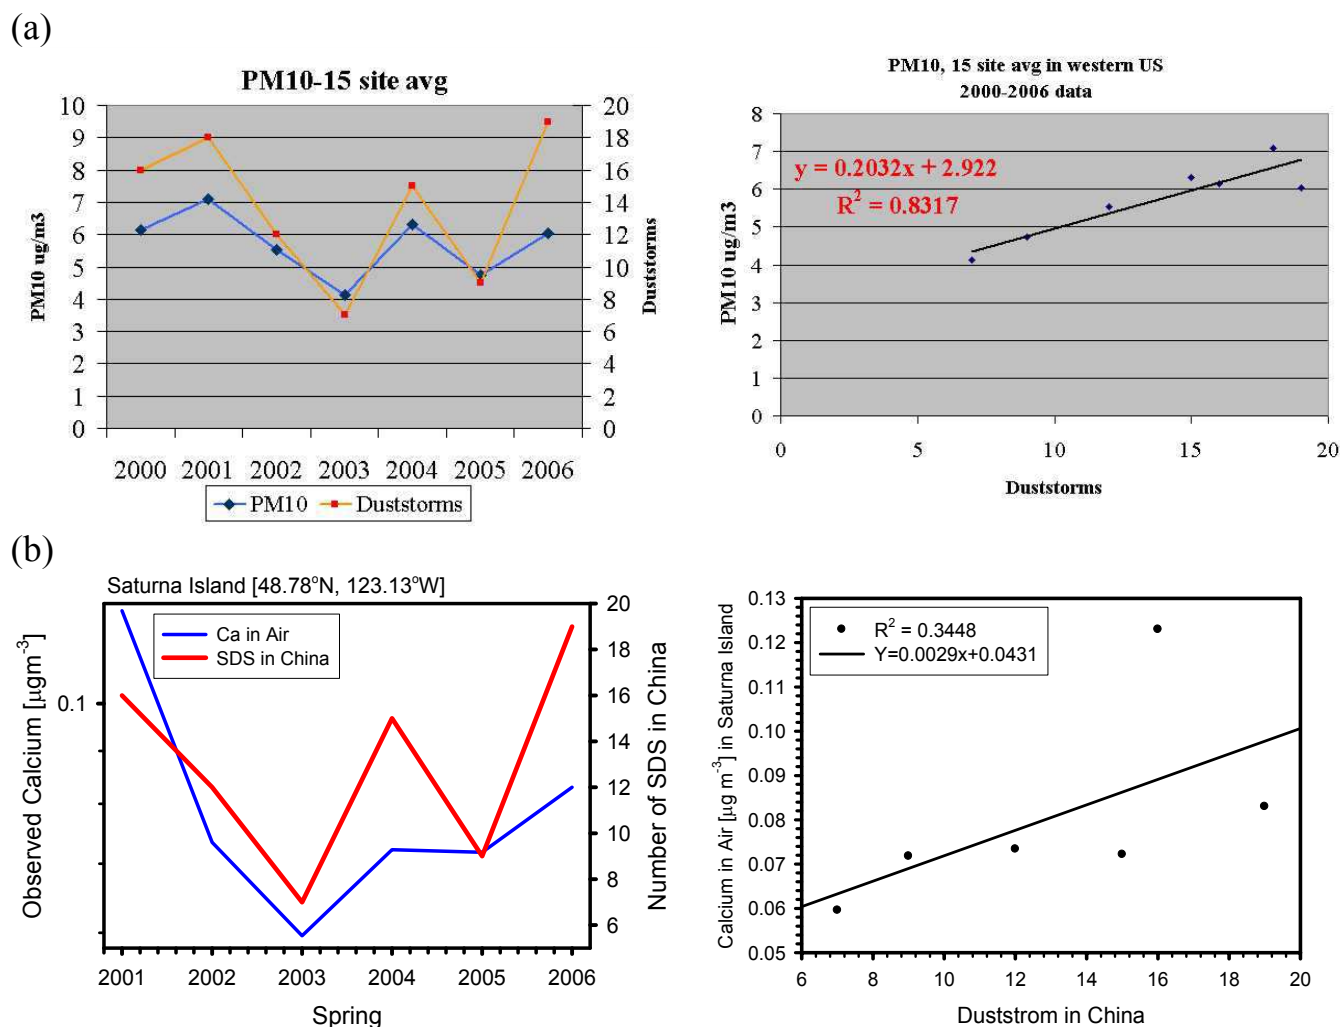 (a)
PM10-15 site avg
10
9
8
7
6
5
4
3
2
1
0
PM10 ug/m3
20
18
16
14
12
10
8
6
4
2
0
Duststorms
2000 2001 2002 2003 2004 2005 2006
PM10 Duststorms
PM10, 15 site avg in western US
2000-2006 data
8
7
6
5
4
3
2
1
0
PM10 ug/m3
y = 0.2032x + 2.922
R² = 0.8317
0 5 10 15 20
Duststorms
(b)
Saturna Island [48.78°N, 123.13°W]
Observed Calcium [µgm⁻³]
0.1
Ca in Air
SDS in China
20
18
16
14
12
10
8
6
Number of SDS in China
2001 2002 2003 2004 2005 2006
Spring
Calcium in Air [µg m⁻³] in Saturna Island
0.13
0.12
0.11
0.10
0.09
0.08
0.07
0.06
0.05
R² = 0.3448
Y=0.0029x+0.0431
6 8 10 12 14 16 18 20
Duststrom in China